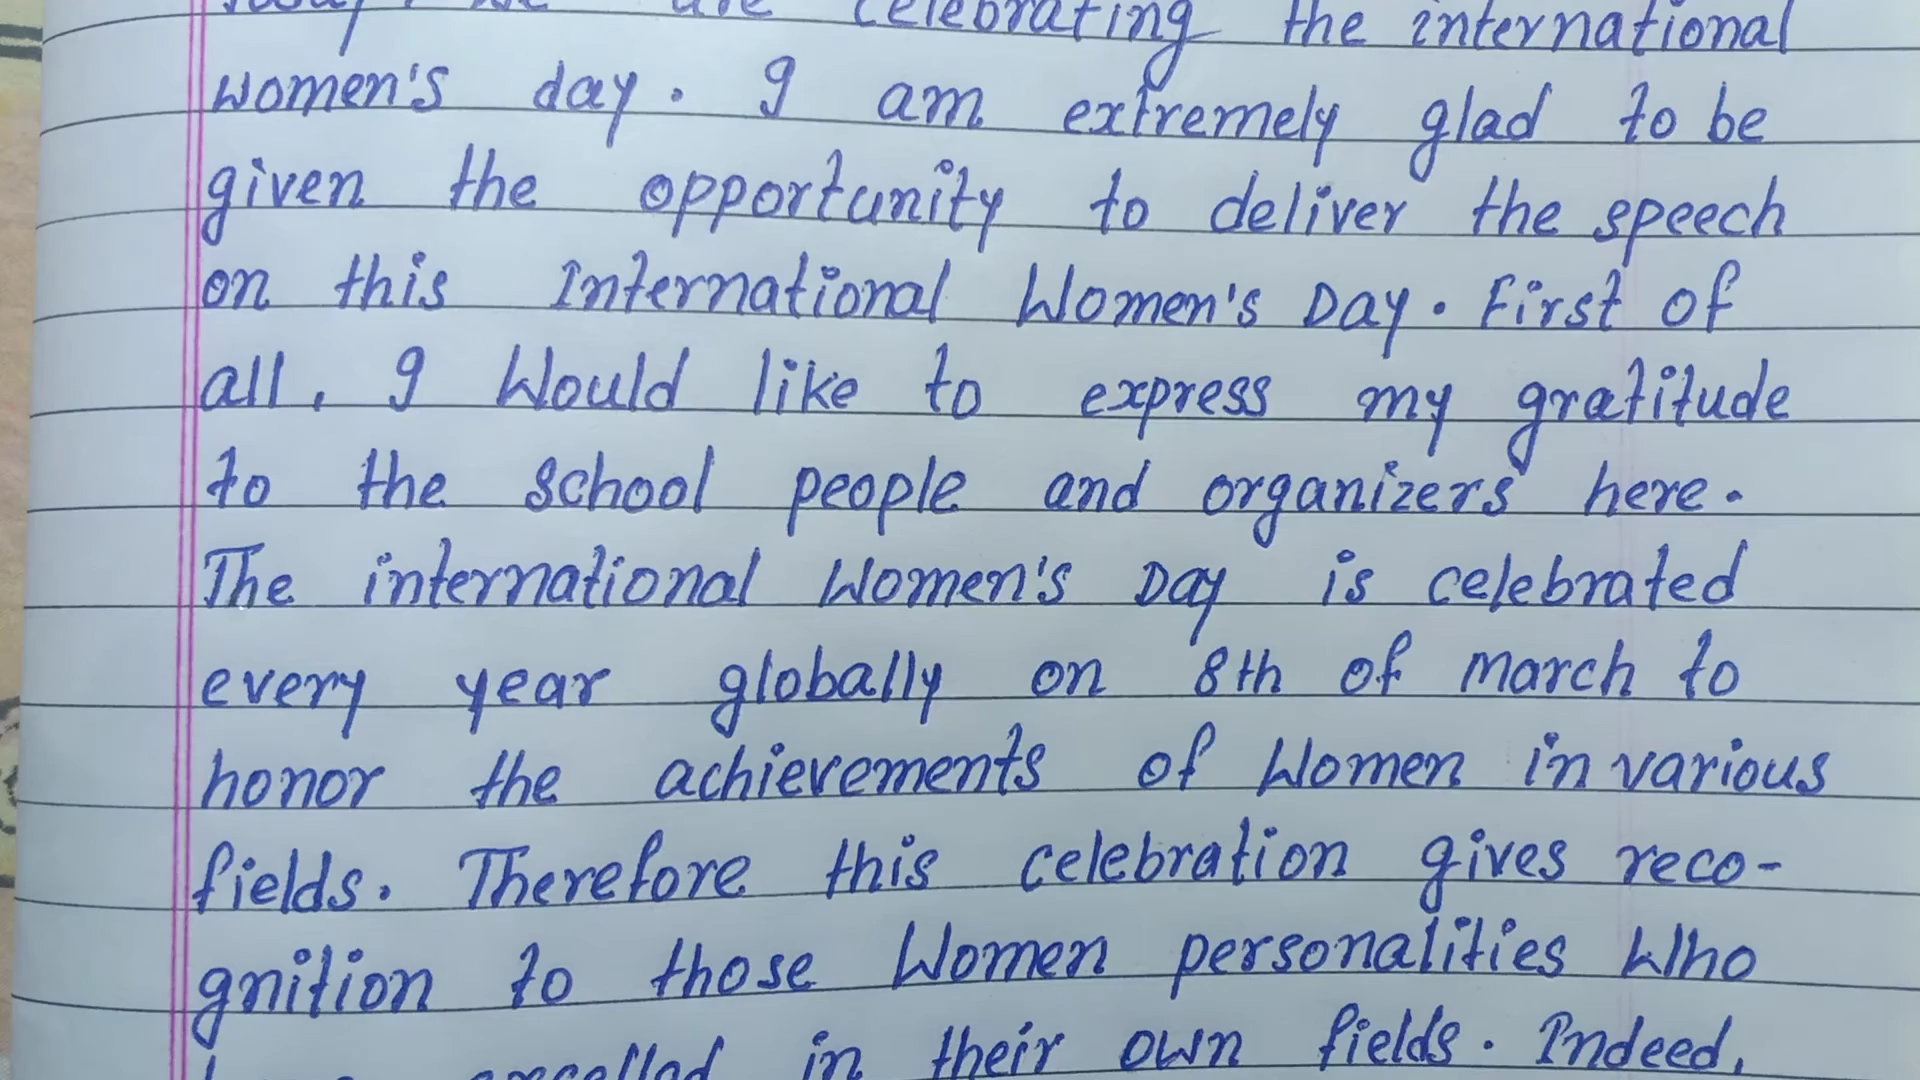 today, we are celebrating the international
women's day. I am extremely glad to be
given the opportunity to deliver the speech
on this International Women's Day. First of
all, I Would like to express my gratitude
to the school people and organizers here.
The international Women's Day is celebrated
every year globally on 8th of march to
honor the achievements of Women in various
fields. Therefore this celebration gives reco-
gnition to those Women personalities Who
excelled in their own fields. Indeed,